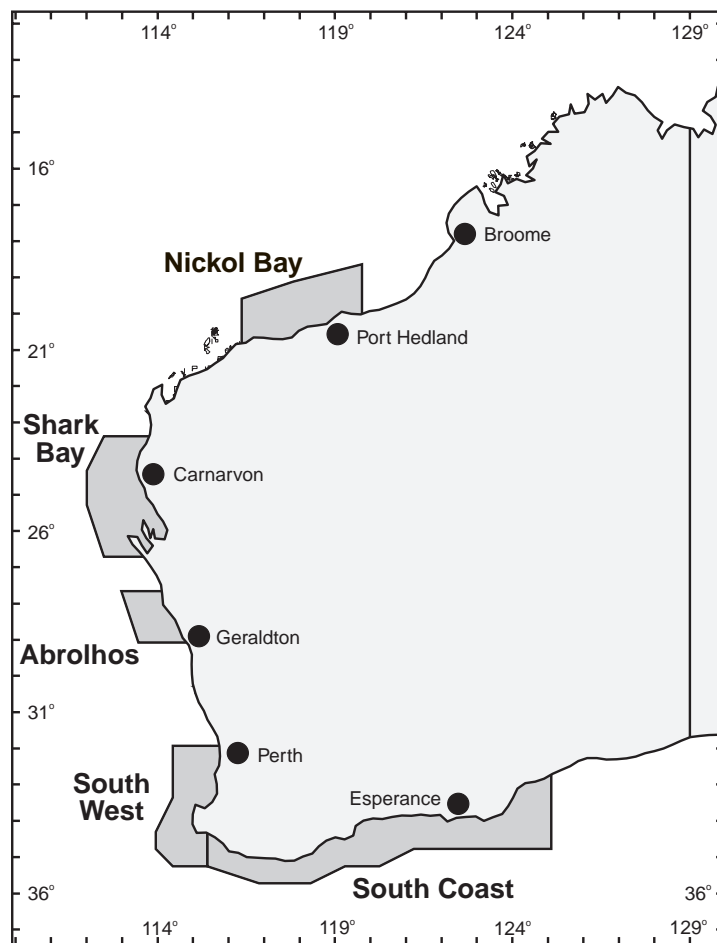 114° 119° 124° 129°
16°
Broome
Nickol Bay
Port Hedland
21°
Shark
Bay
Carnarvon
26°
Geraldton
Abrolhos
31°
Perth
South
West
Esperance
South Coast
36° 36°
114° 119° 124° 129°